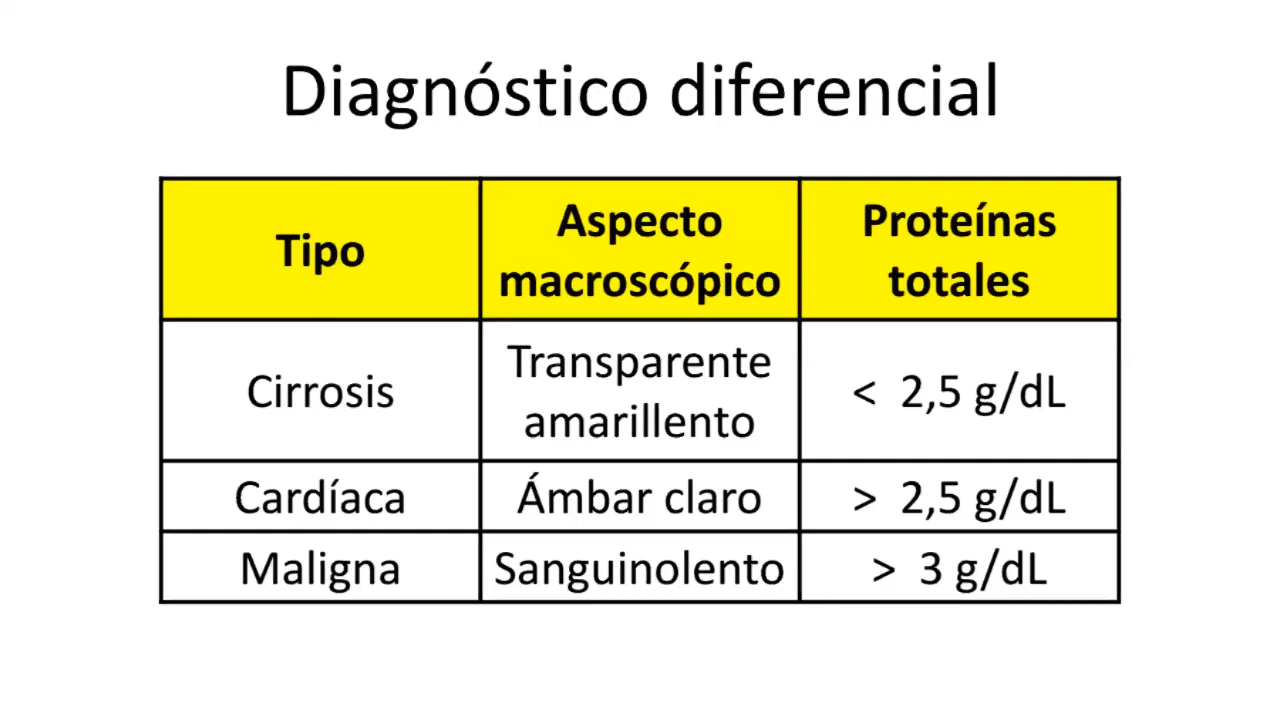 Diagnóstico diferencial
Tipo
Aspecto
macroscópico
Proteínas
totales
Cirrosis
Transparente
amarillento
< 2,5 g/dL
Cardíaca
Ámbar claro
> 2,5 g/dL
Maligna
Sanguinolento
> 3 g/dL